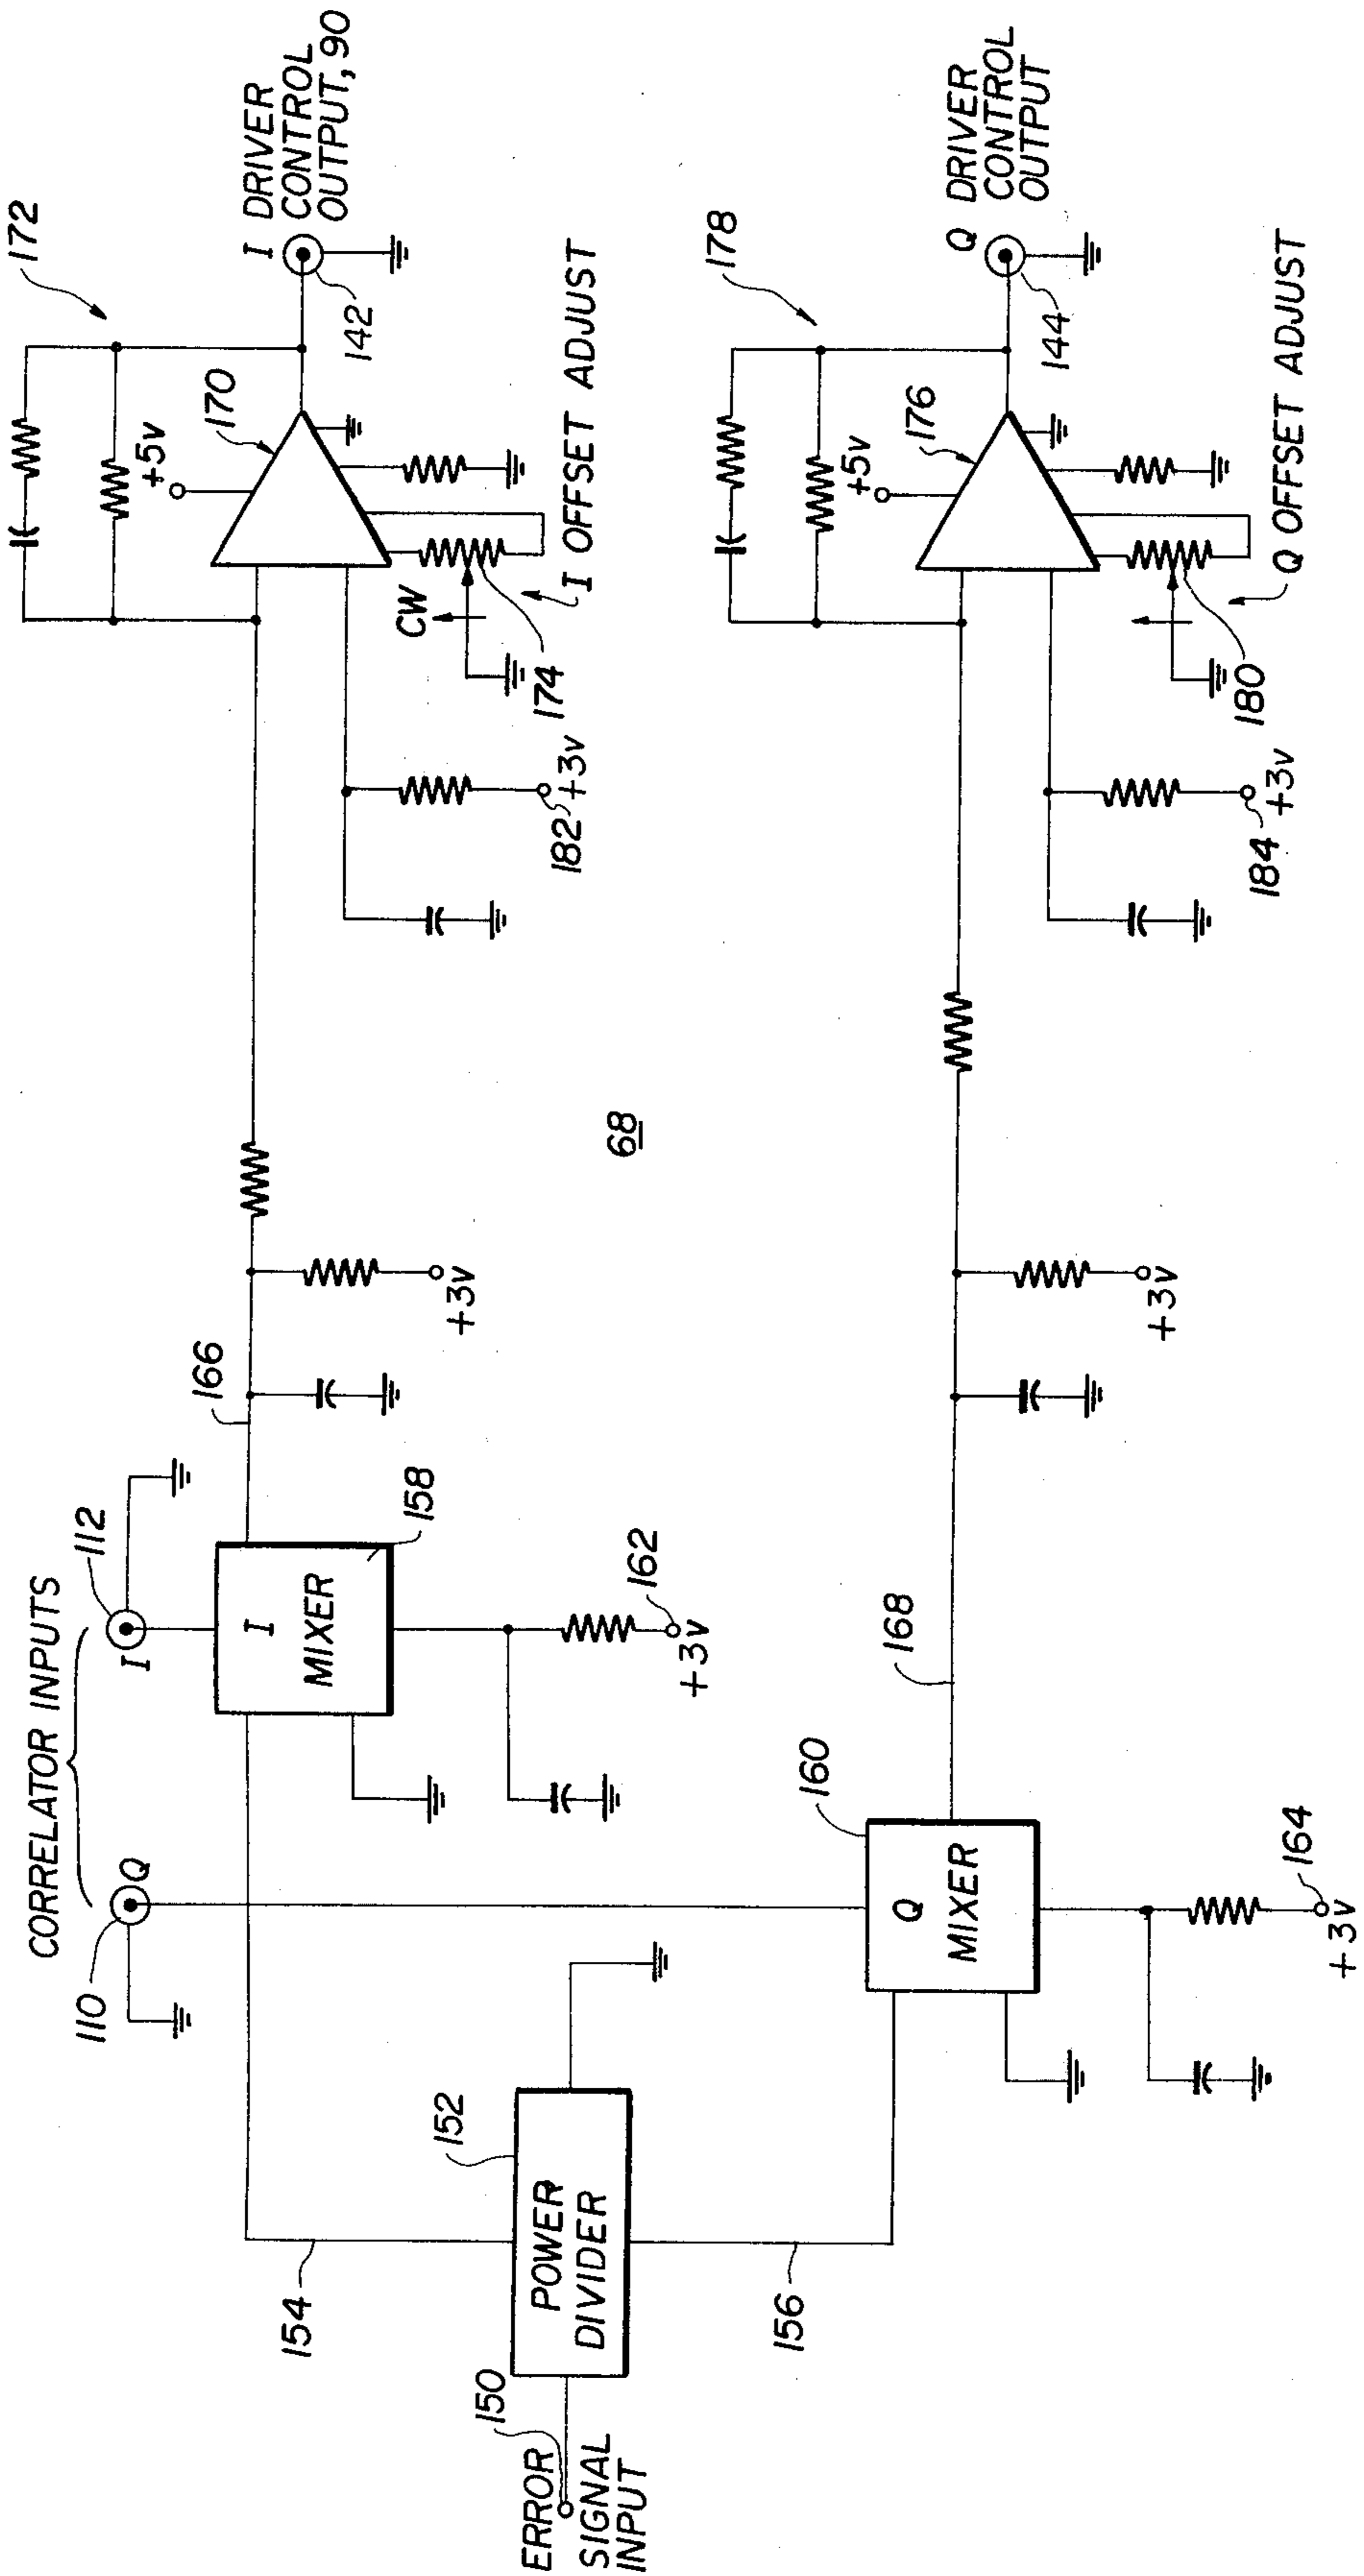 CORRELATOR INPUTS
110
Q
I
112
ERROR
SIGNAL
INPUT
150
POWER
DIVIDER
152
154
156
I
MIXER
158
+3v
162
166
+3v
Q
MIXER
160
+3v
164
168
+3v
68
172
170
+5v
CW
174
182
+3v
I OFFSET ADJUST
142
I DRIVER
CONTROL
OUTPUT, 90
178
176
+5v
180
184
+3v
Q OFFSET ADJUST
144
Q DRIVER
CONTROL
OUTPUT